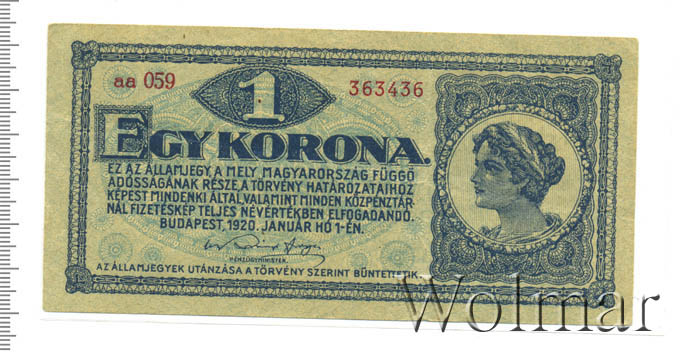 aa 059
1
363436
EGY KORONA.
EZ AZ ÁLLAMJEGY, A MELY, MAGYARORSZÁG FÜGGŐ
ADÓSSÁGÁNAK RÉSZE, A TÖRVÉNY HATÁROZATAIHOZ
KÉPEST MINDENKI ÁLTAL, VALAMINT MINDEN KÖZPÉNZTÁR-
NÁL FIZETÉSKÉP TELJES NÉVÉRTÉKBEN ELFOGADANDÓ.
BUDAPEST, 1920. JANUÁR HÓ 1-ÉN.
PÉNZÜGYMINISTER.
AZ ÁLLAMJEGYEK UTÁNZÁSA A TÖRVÉNY SZERINT BÜNTETTETIK.
Wolmar